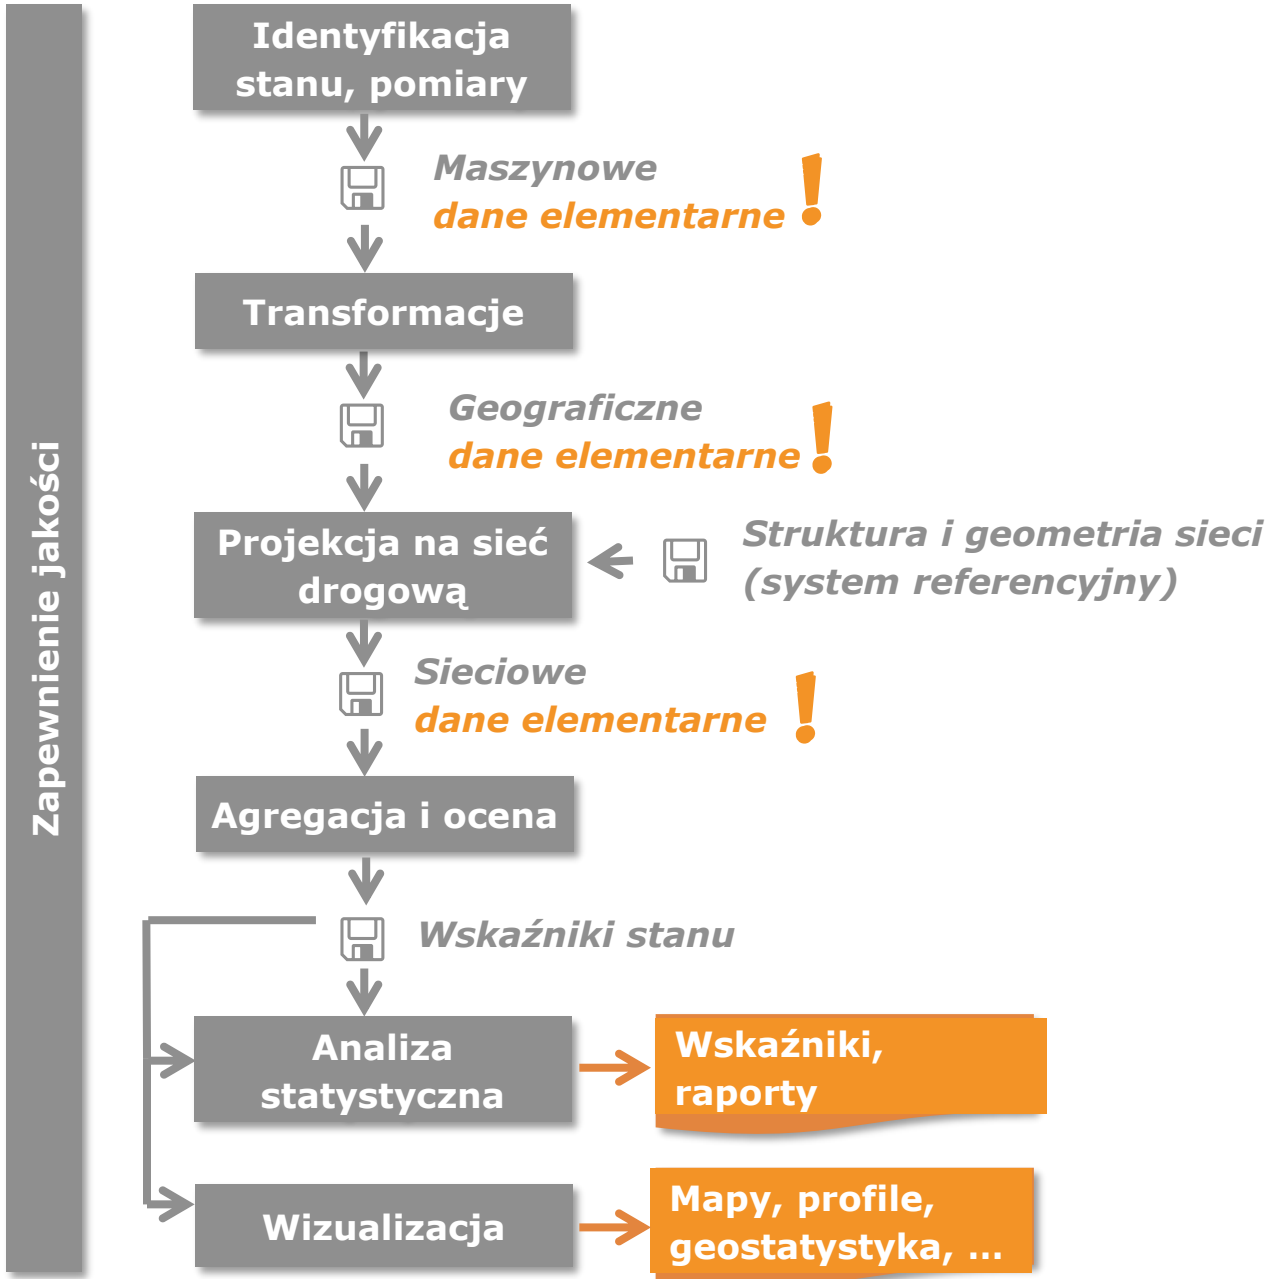 Zapewnienie jakości
Identyfikacja
stanu, pomiary
Maszynowe
dane elementarne
!
Transformacje
Geograficzne
dane elementarne
!
Projekcja na sieć
drogową
Struktura i geometria sieci
(system referencyjny)
Sieciowe
dane elementarne
!
Agregacja i ocena
Wskaźniki stanu
Analiza
statystyczna
Wskaźniki,
raporty
Wizualizacja
Mapy, profile,
geostatystyka, ...